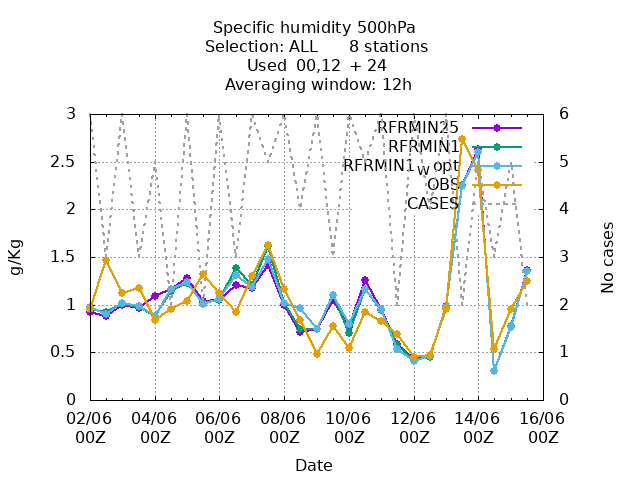 Specific humidity 500hPa
Selection: ALL 8 stations
Used 00,12 + 24
Averaging window: 12h
3 6
RFRMIN25
RFRMIN1
2.5 5
RFRMIN1w opt
OBS
CASES
2 4
1.5 3
g/Kg
No cases
1 2
0.5 1
0 0
02/06 04/06 06/06 08/06 10/06 12/06 14/06 16/06
00Z 00Z 00Z 00Z 00Z 00Z 00Z 00Z
Date